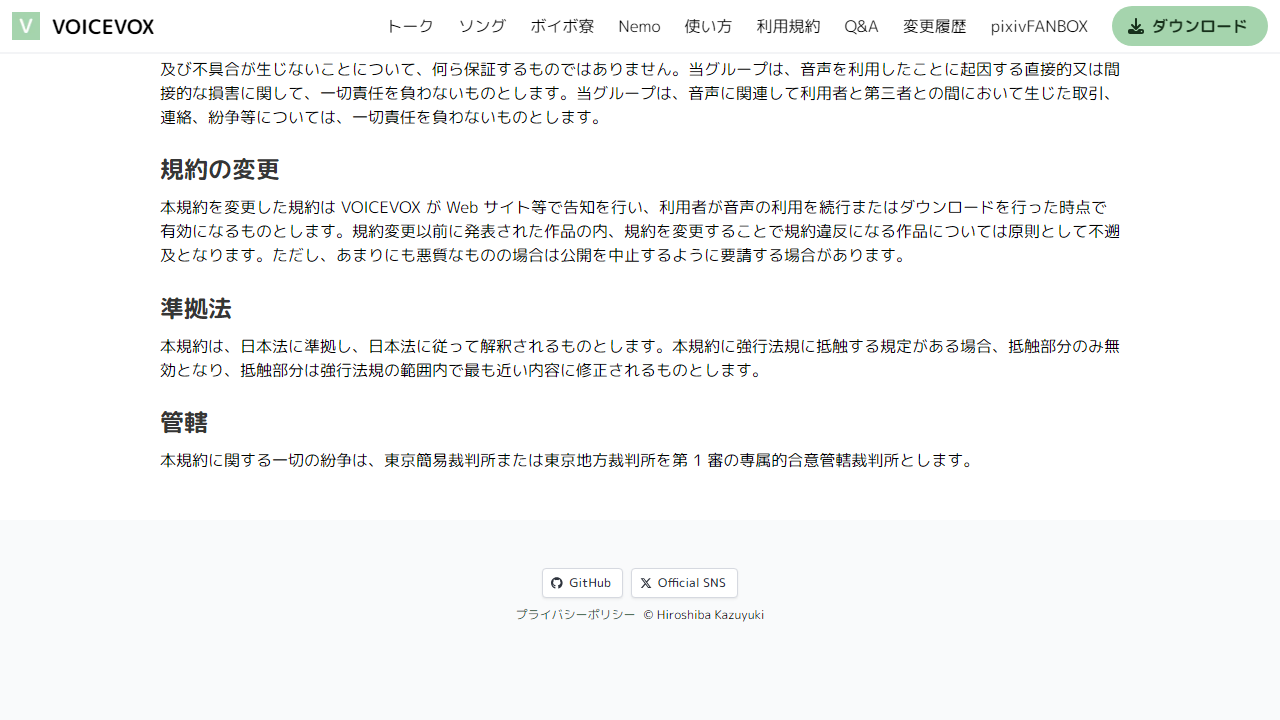 V VOICEVOX トーク ソング ボイボ寮 Nemo 使い方 利用規約 Q&A 変更履歴 pixivFANBOX ダウンロード
及び不具合が生じないことについて、何ら保証するものではありません。当グループは、音声を利用したことに起因する直接的又は間
接的な損害に関して、一切責任を負わないものとします。当グループは、音声に関連して利用者と第三者との間において生じた取引、
連絡、紛争等については、一切責任を負わないものとします。
規約の変更
本規約を変更した規約は VOICEVOX が Web サイト等で告知を行い、利用者が音声の利用を続行またはダウンロードを行った時点で
有効になるものとします。規約変更以前に発表された作品の内、規約を変更することで規約違反になる作品については原則として不遡
及となります。ただし、あまりにも悪質なものの場合は公開を中止するように要請する場合があります。
準拠法
本規約は、日本法に準拠し、日本法に従って解釈されるものとします。本規約に強行法規に抵触する規定がある場合、抵触部分のみ無
効となり、抵触部分は強行法規の範囲内で最も近い内容に修正されるものとします。
管轄
本規約に関する一切の紛争は、東京簡易裁判所または東京地方裁判所を第 1 審の専属的合意管轄裁判所とします。
GitHub Official SNS
プライバシーポリシー © Hiroshiba Kazuyuki